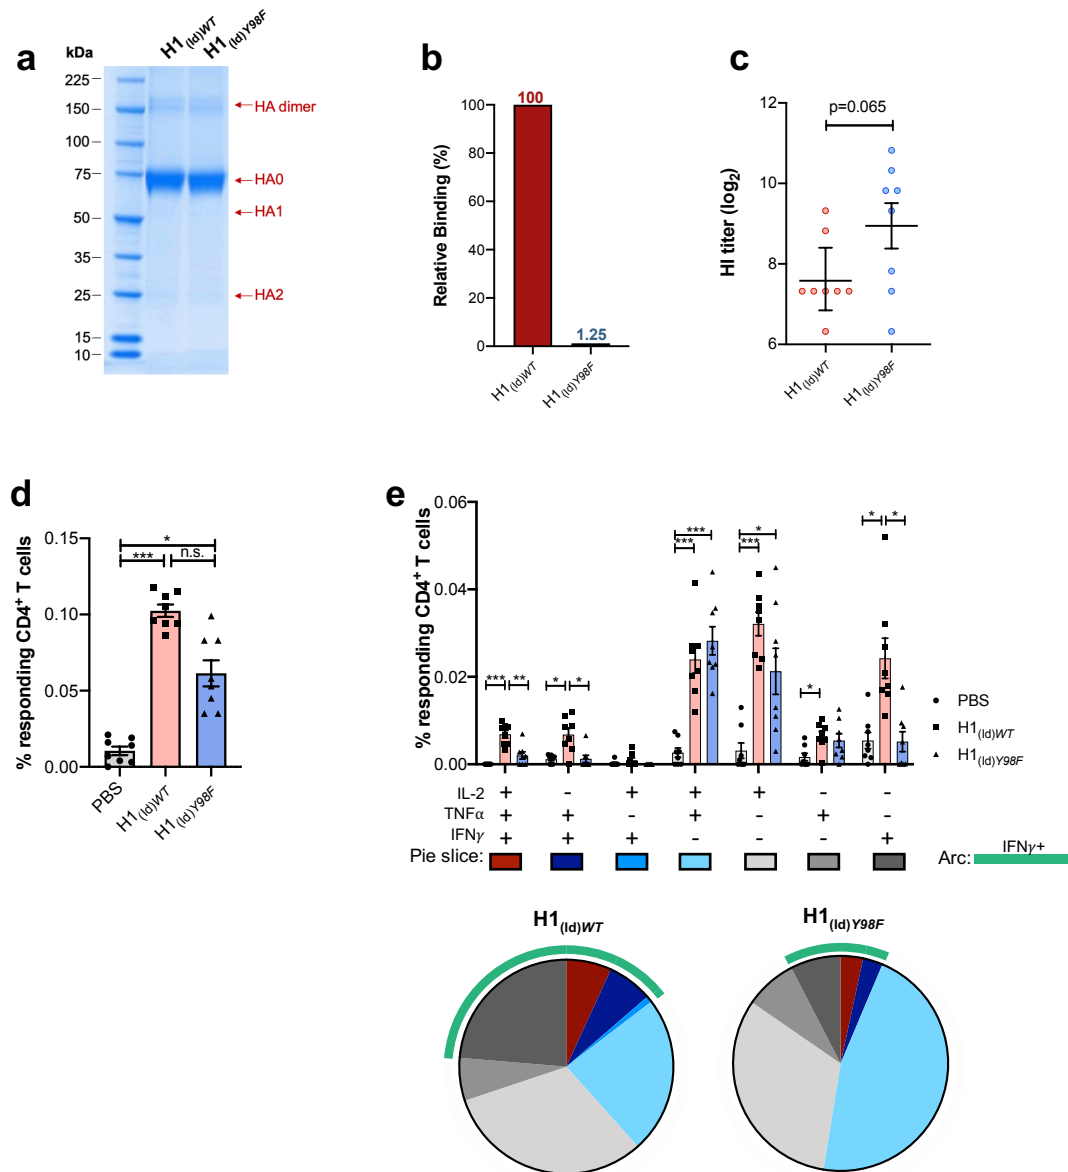 a
kDa
H1(Id)WT
H1(Id)Y98F
225
150
100
75
50
35
25
15
10
HA dimer
HA0
HA1
HA2
b
Relative Binding (%)
100
80
60
40
20
0
100
1.25
H1(Id)WT
H1(Id)Y98F
c
HI titer (log2)
12
10
8
6
p=0.065
H1(Id)WT
H1(Id)Y98F
d
% responding CD4+ T cells
0.15
0.10
0.05
0.00
*
*** n.s.
PBS
H1(Id)WT
H1(Id)Y98F
e
% responding CD4+ T cells
0.06
0.04
0.02
0.00
*** **
* *
*** ***
*** *
*
* *
PBS
H1(Id)WT
H1(Id)Y98F
IL-2 + - + + + - -
TNFα + + - + - + -
IFNγ + + + - - - +
Pie slice:
Arc: IFNγ+
H1(Id)WT
H1(Id)Y98F